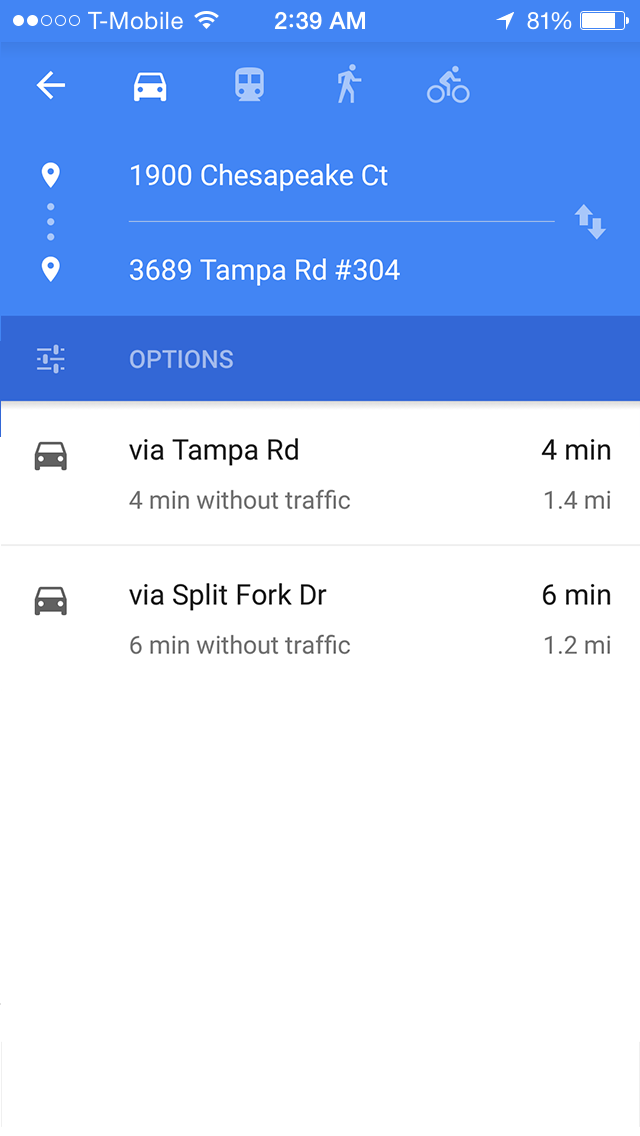 T-Mobile 2:39 AM 81%
1900 Chesapeake Ct
3689 Tampa Rd #304
OPTIONS
via Tampa Rd 4 min
4 min without traffic 1.4 mi
via Split Fork Dr 6 min
6 min without traffic 1.2 mi